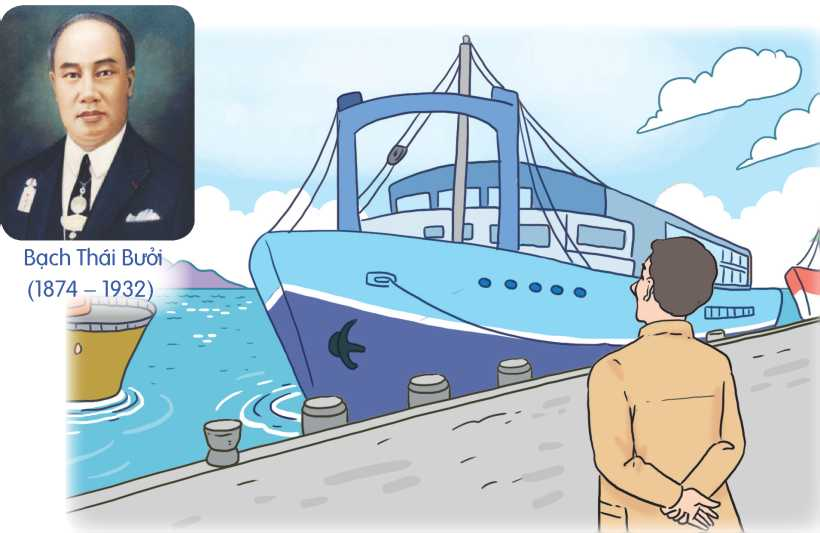 Bạch Thái Bưởi
(1874 – 1932)